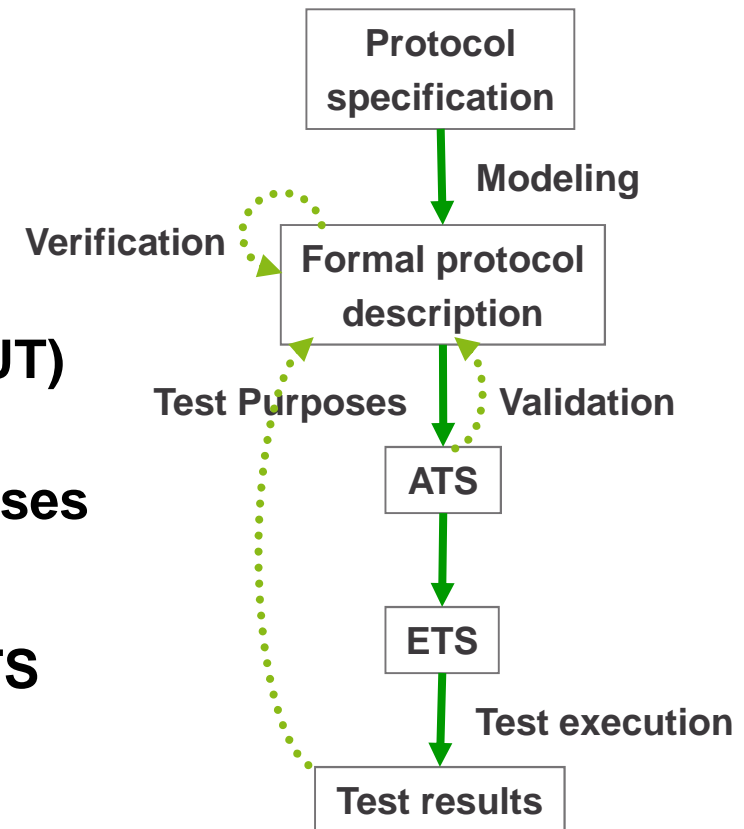 Protocol
specification
Modeling
Verification
Formal protocol
description
UT)
Test Purposes
Validation
ATS
ses
ETS
TS
Test execution
Test results